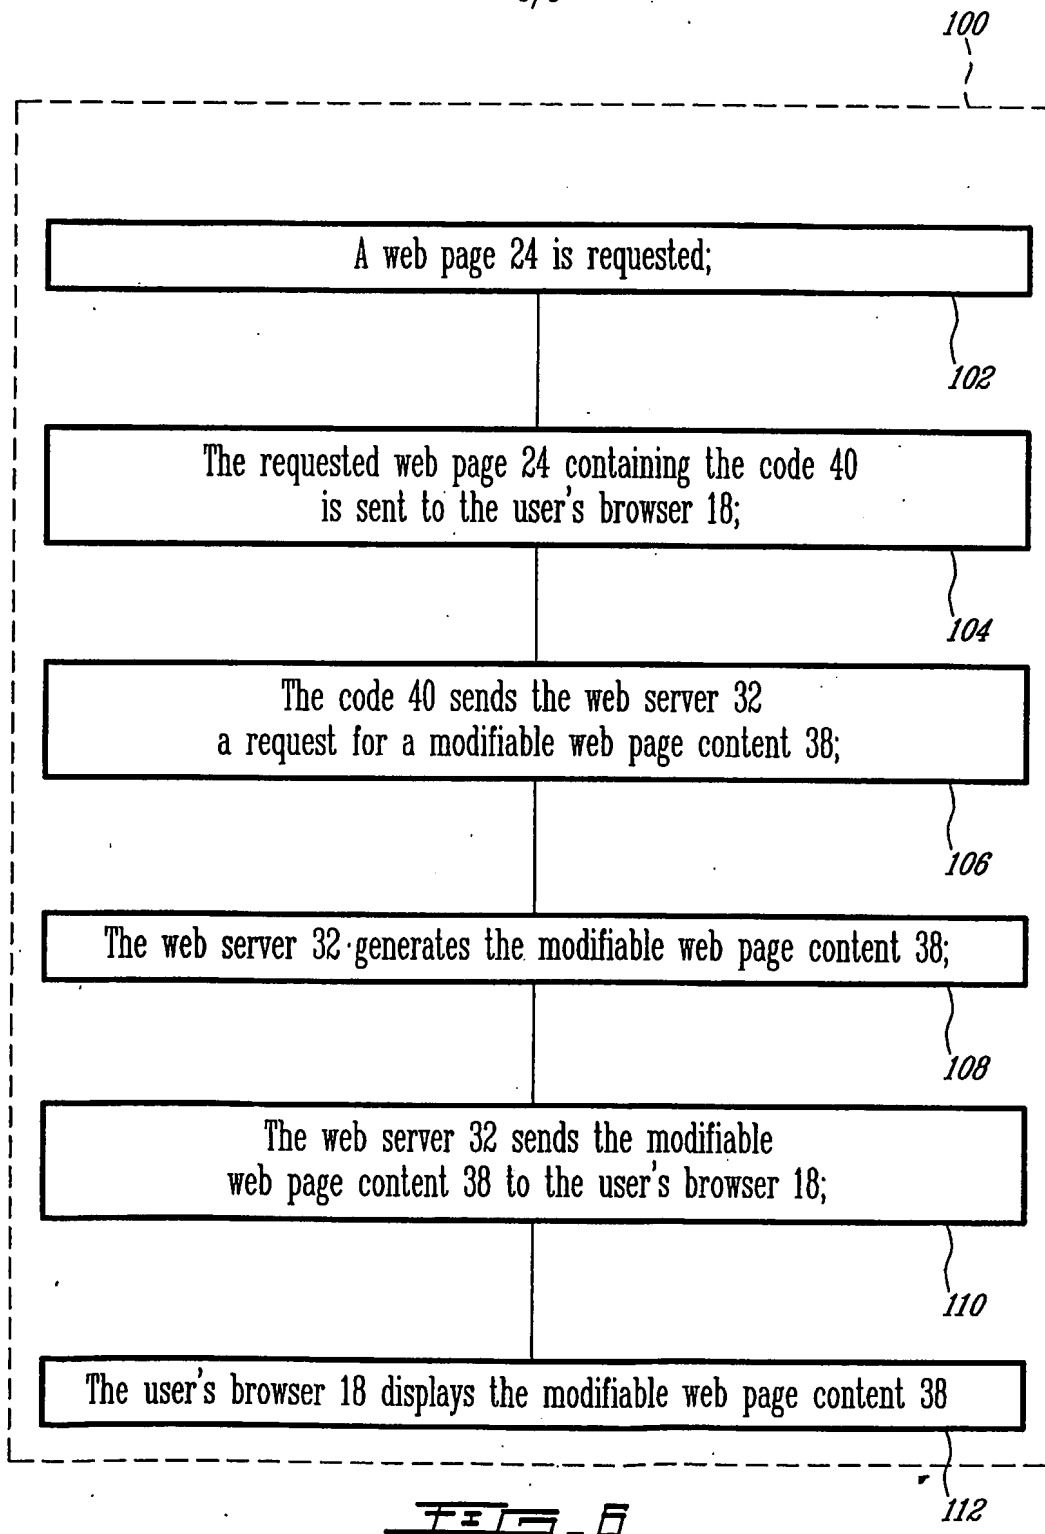 100
A web page 24 is requested;
102
The requested web page 24 containing the code 40
is sent to the user's browser 18;
104
The code 40 sends the web server 32
a request for a modifiable web page content 38;
106
The web server 32 generates the modifiable web page content 38;
108
The web server 32 sends the modifiable
web page content 38 to the user's browser 18;
110
The user's browser 18 displays the modifiable web page content 38
112